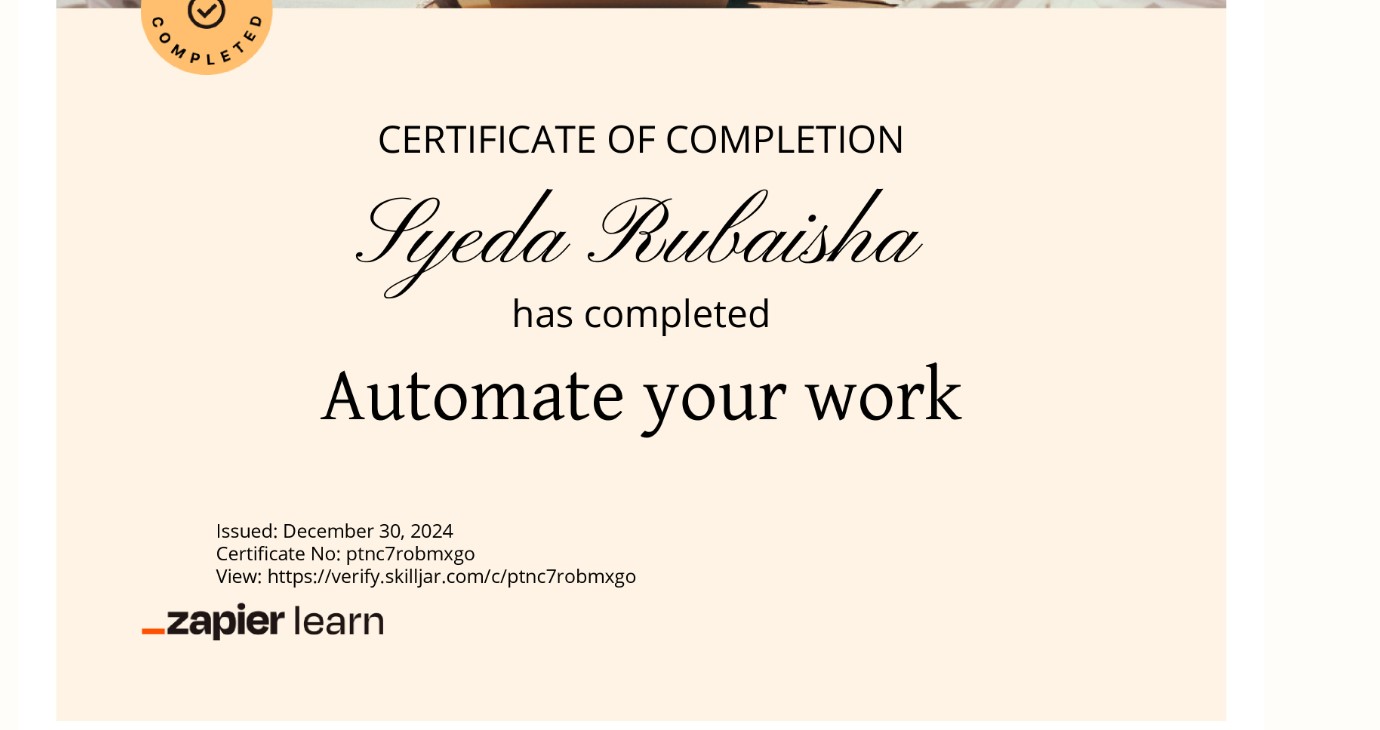 COMPLETED
CERTIFICATE OF COMPLETION
Syeda Rubaisha
has completed
Automate your work
Issued: December 30, 2024
Certificate No: ptnc7robmxgo
View: https://verify.skilljar.com/c/ptnc7robmxgo
_zapier learn